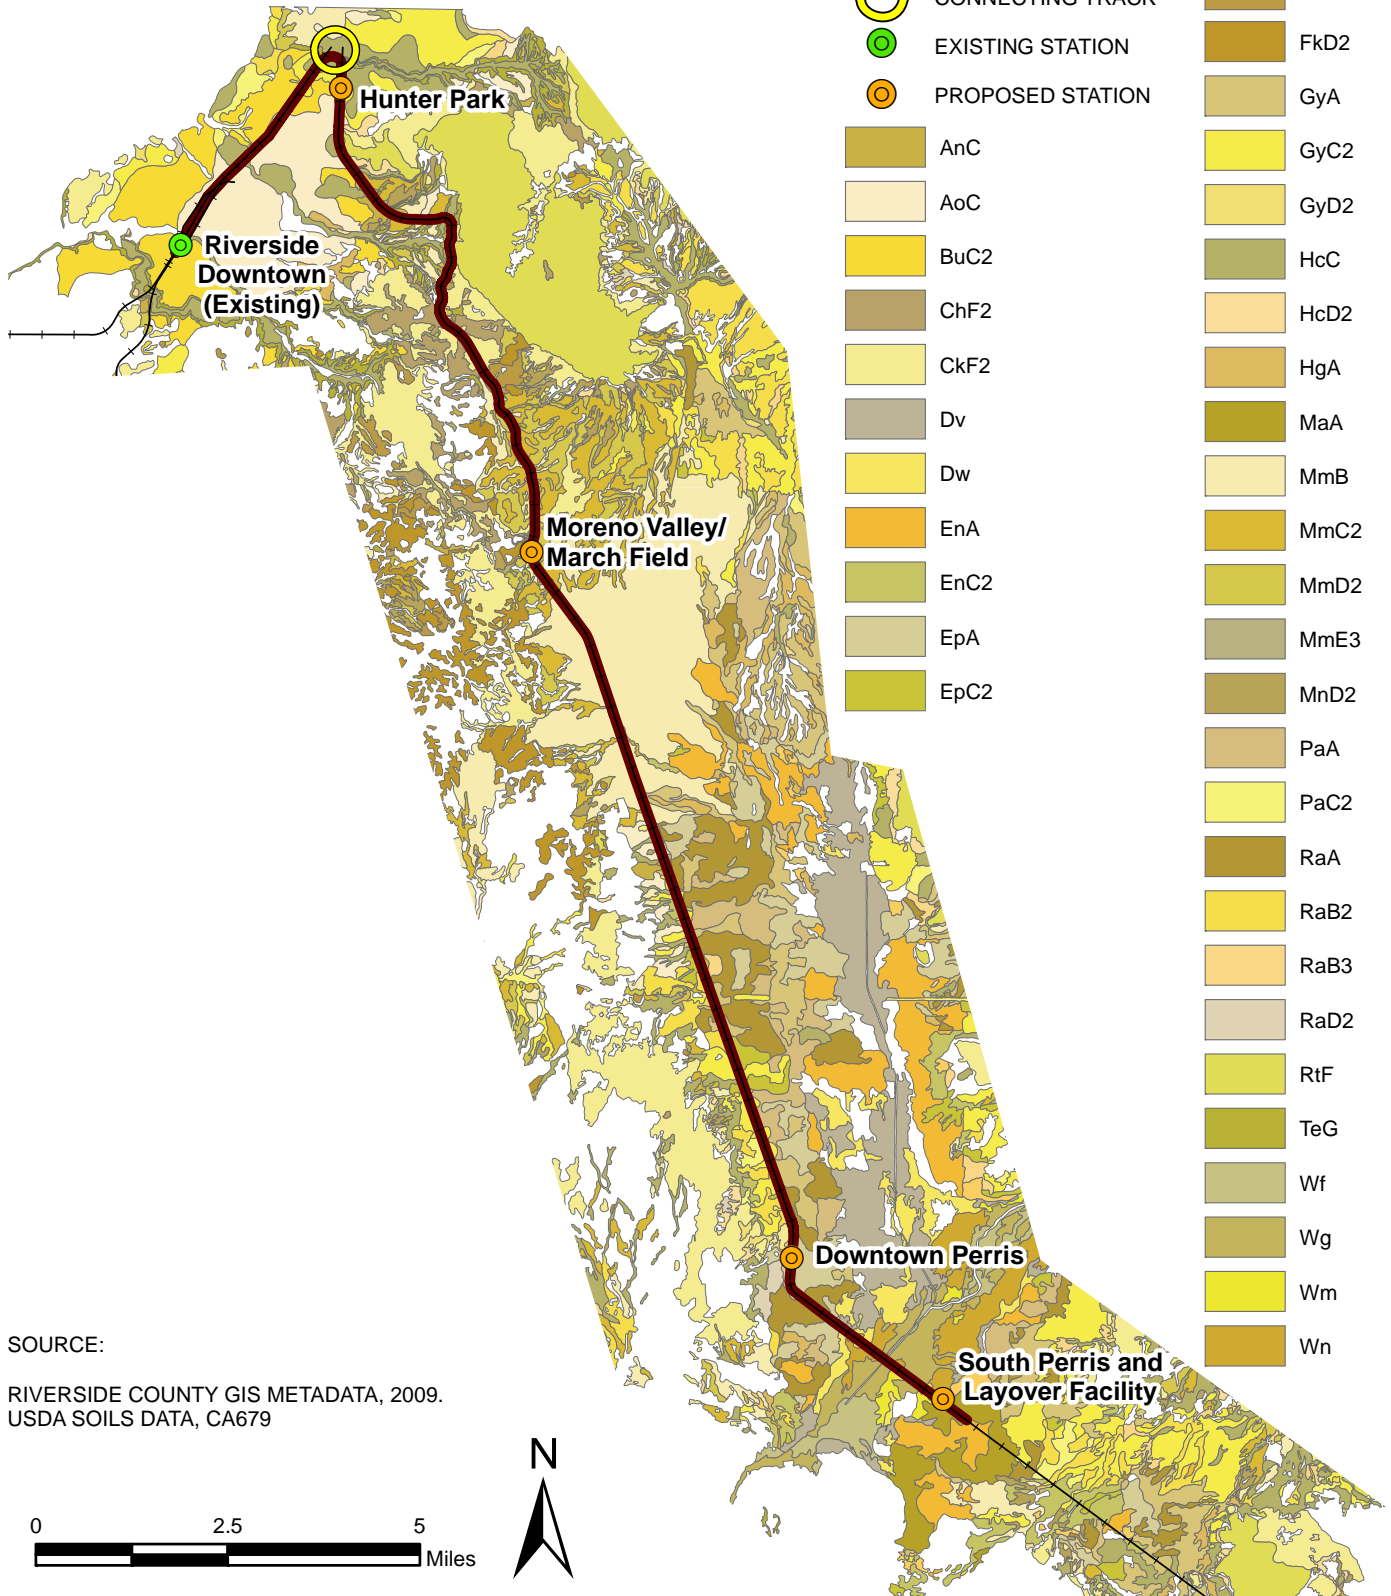 CONNECTING TRACK
EXISTING STATION
PROPOSED STATION
AnC
AoC
BuC2
ChF2
CkF2
Dv
Dw
EnA
EnC2
EpA
EpC2
FkD2
GyA
GyC2
GyD2
HcC
HcD2
HgA
MaA
MmB
MmC2
MmD2
MmE3
MnD2
PaA
PaC2
RaA
RaB2
RaB3
RaD2
RtF
TeG
Wf
Wg
Wm
Wn
Hunter Park
Riverside
Downtown
(Existing)
Moreno Valley/
March Field
Downtown Perris
South Perris and
Layover Facility
SOURCE:
RIVERSIDE COUNTY GIS METADATA, 2009.
USDA SOILS DATA, CA679
N
0 2.5 5
Miles